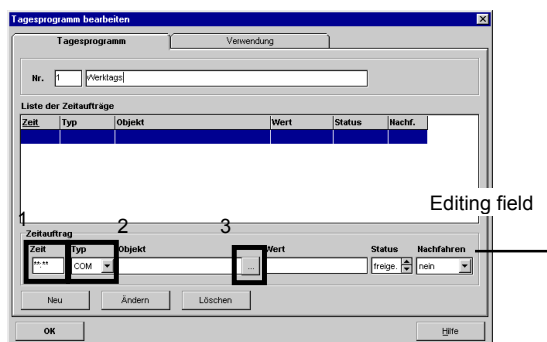 Tagesprogramm bearbeiten
Tagesprogramm Verwendung
Nr. 1 Werktags
Liste der Zeitaufträge
Zeit Typ Objekt Wert Status Nachf.
Editing field
1 2 3
Zeitauftrag
Zeit Typ Objekt Wert Status Nachfahren
**:** COM ... freige. nein
Neu Ändern Löschen
OK Hilfe